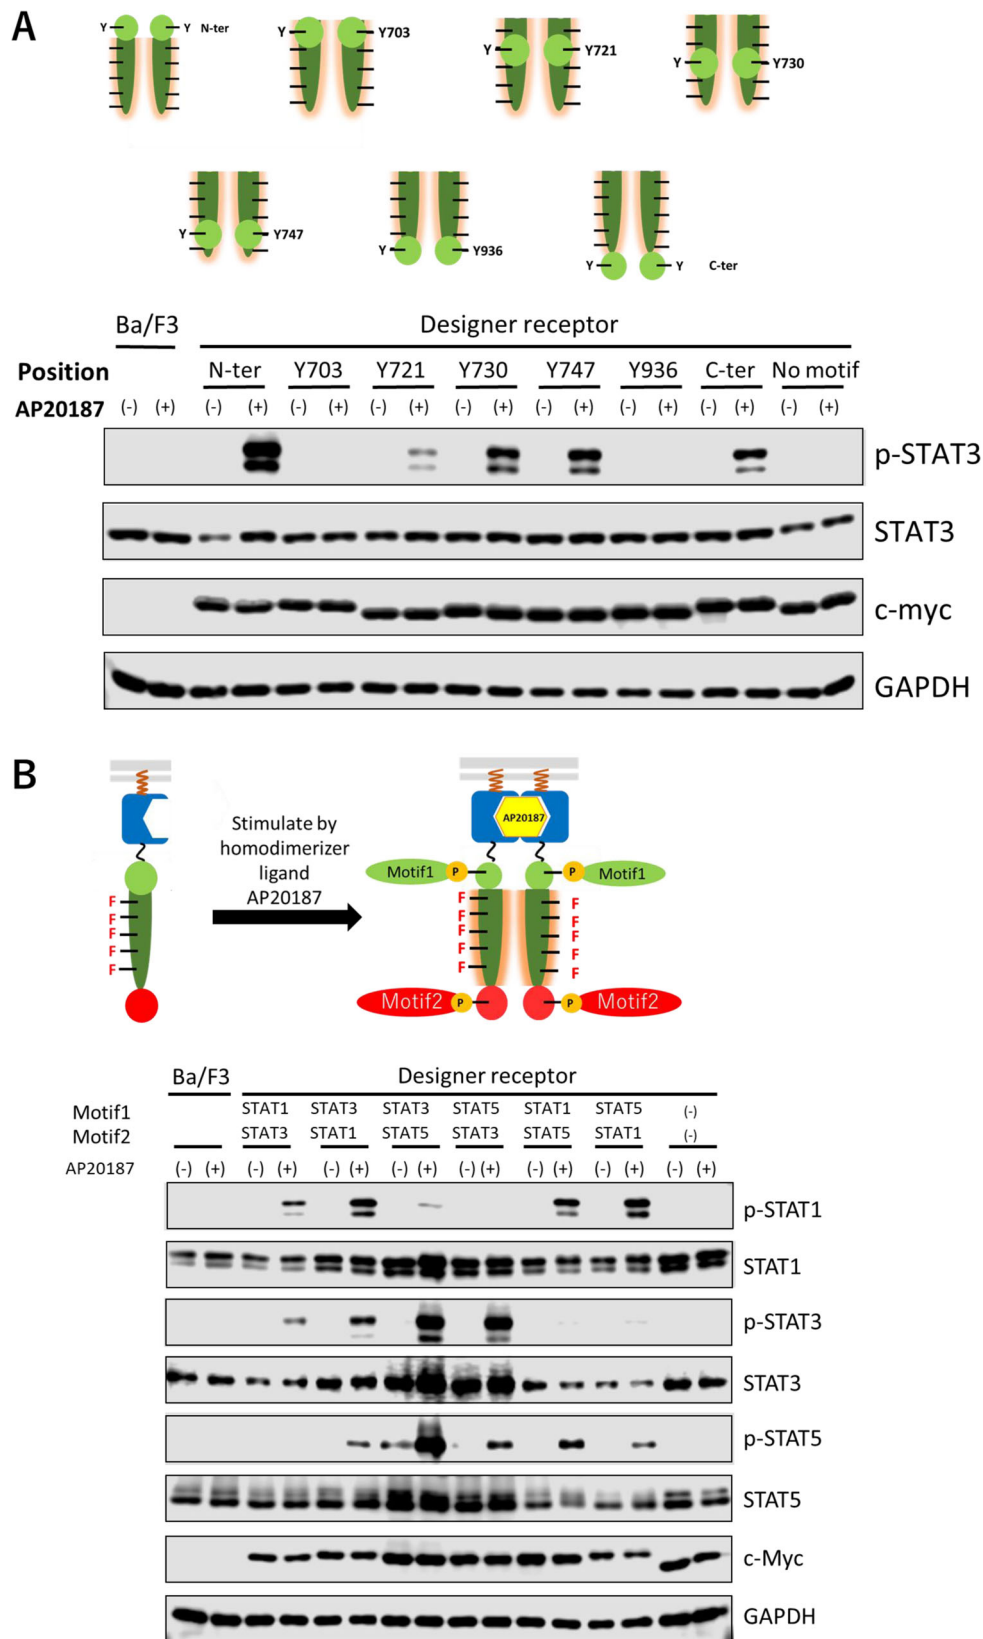 A
Y Y N-ter
Y Y703
Y Y721
Y Y730
Y Y747
Y Y936
Y Y C-ter
Ba/F3 Designer receptor
Position N-ter Y703 Y721 Y730 Y747 Y936 C-ter No motif
AP20187 (-) (+) (-) (+) (-) (+) (-) (+) (-) (+) (-) (+) (-) (+) (-) (+) (-) (+)
p-STAT3
STAT3
c-myc
GAPDH
B
Stimulate by
homodimerizer
ligand
AP20187
F
F
F
F
F
AP20187
Motif1 P P Motif1
F F
F F
F F
F F
F F
Motif2 P P Motif2
Ba/F3 Designer receptor
Motif1 STAT1 STAT3 STAT3 STAT5 STAT1 STAT5 (-)
Motif2 STAT3 STAT1 STAT5 STAT3 STAT5 STAT1 (-)
AP20187 (-) (+) (-) (+) (-) (+) (-) (+) (-) (+) (-) (+) (-) (+) (-) (+)
p-STAT1
STAT1
p-STAT3
STAT3
p-STAT5
STAT5
c-Myc
GAPDH